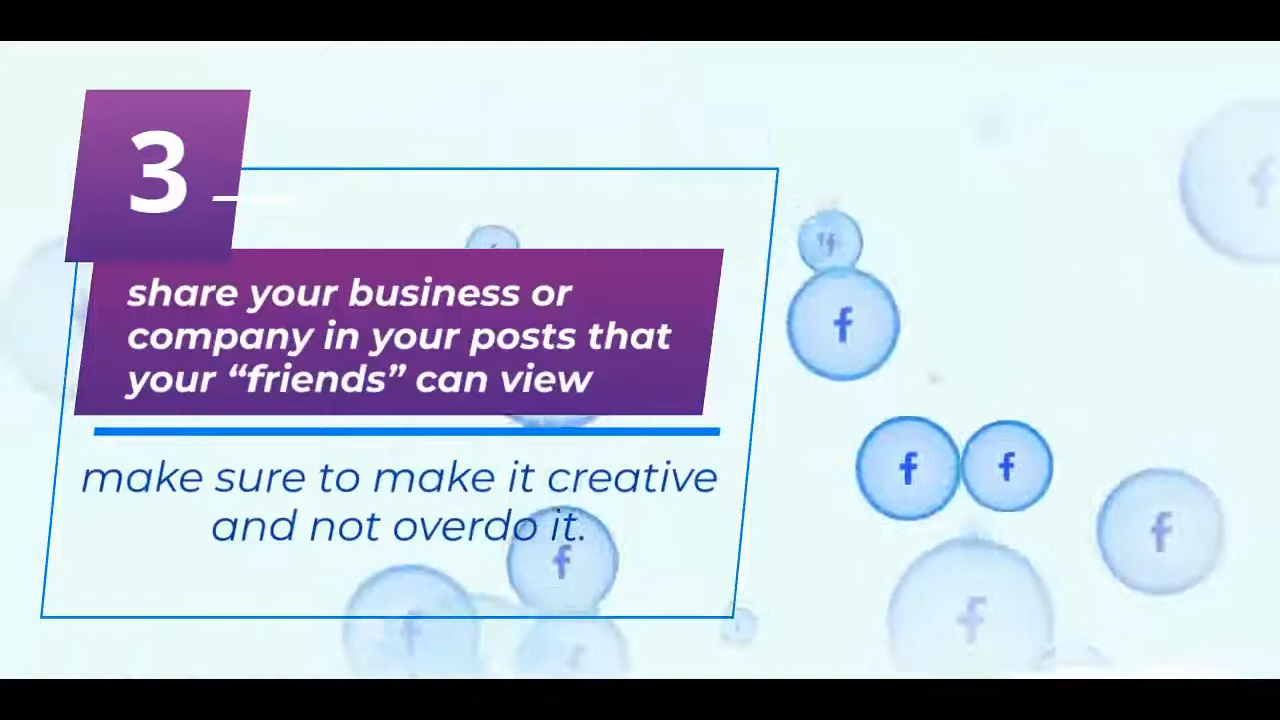 3
share your business or
company in your posts that
your “friends” can view
make sure to make it creative
and not overdo it.